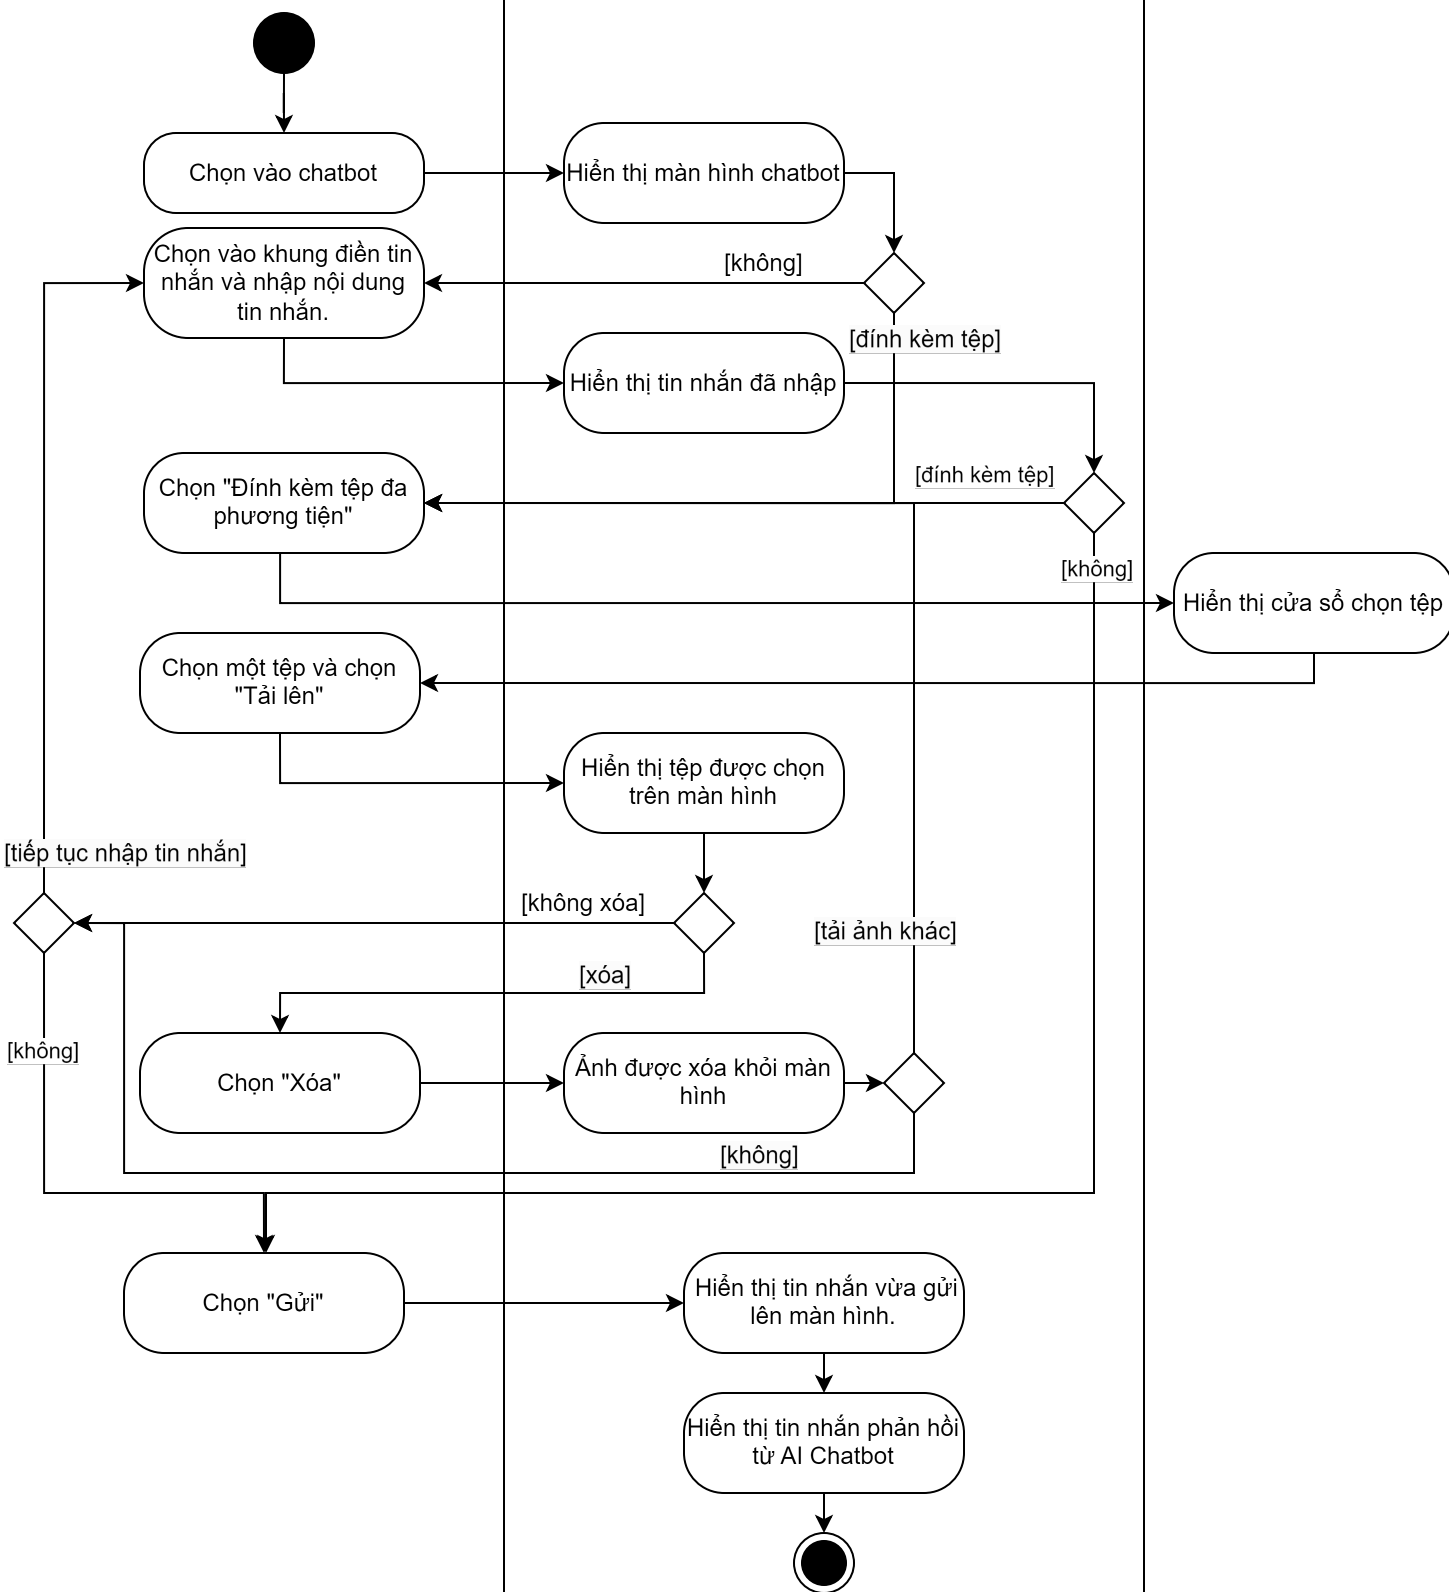 Chọn vào chatbot
Hiển thị màn hình chatbot
Chọn vào khung điền tin
nhắn và nhập nội dung
tin nhắn.
[không]
[đính kèm tệp]
Hiển thị tin nhắn đã nhập
Chọn "Đính kèm tệp đa
phương tiện"
[đính kèm tệp]
[không]
Hiển thị cửa sổ chọn tệp
Chọn một tệp và chọn
"Tải lên"
Hiển thị tệp được chọn
trên màn hình
[tiếp tục nhập tin nhắn]
[không xóa]
[tải ảnh khác]
[xóa]
[không]
Chọn "Xóa"
Ảnh được xóa khỏi màn
hình
[không]
Chọn "Gửi"
Hiển thị tin nhắn vừa gửi
lên màn hình.
Hiển thị tin nhắn phản hồi
từ AI Chatbot